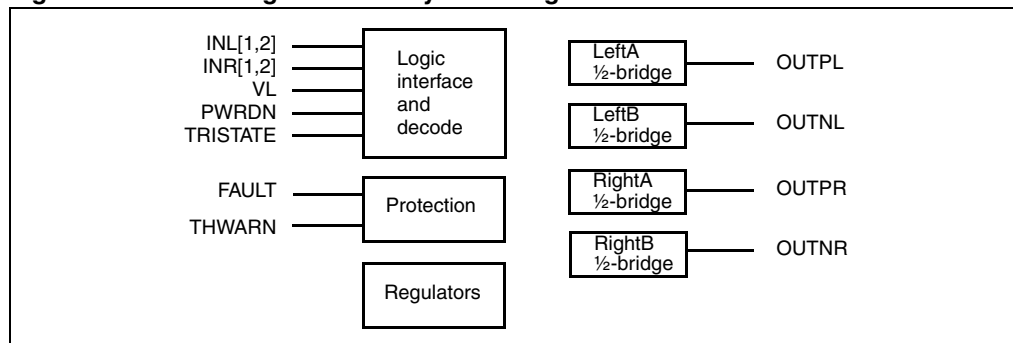 INL[1,2]
INR[1,2]
VL
PWRDN
TRISTATE
Logic
interface
and
decode
FAULT
THWARN
Protection
Regulators
LeftA
½-bridge
OUTPL
LeftB
½-bridge
OUTNL
RightA
½-bridge
OUTPR
RightB
½-bridge
OUTNR